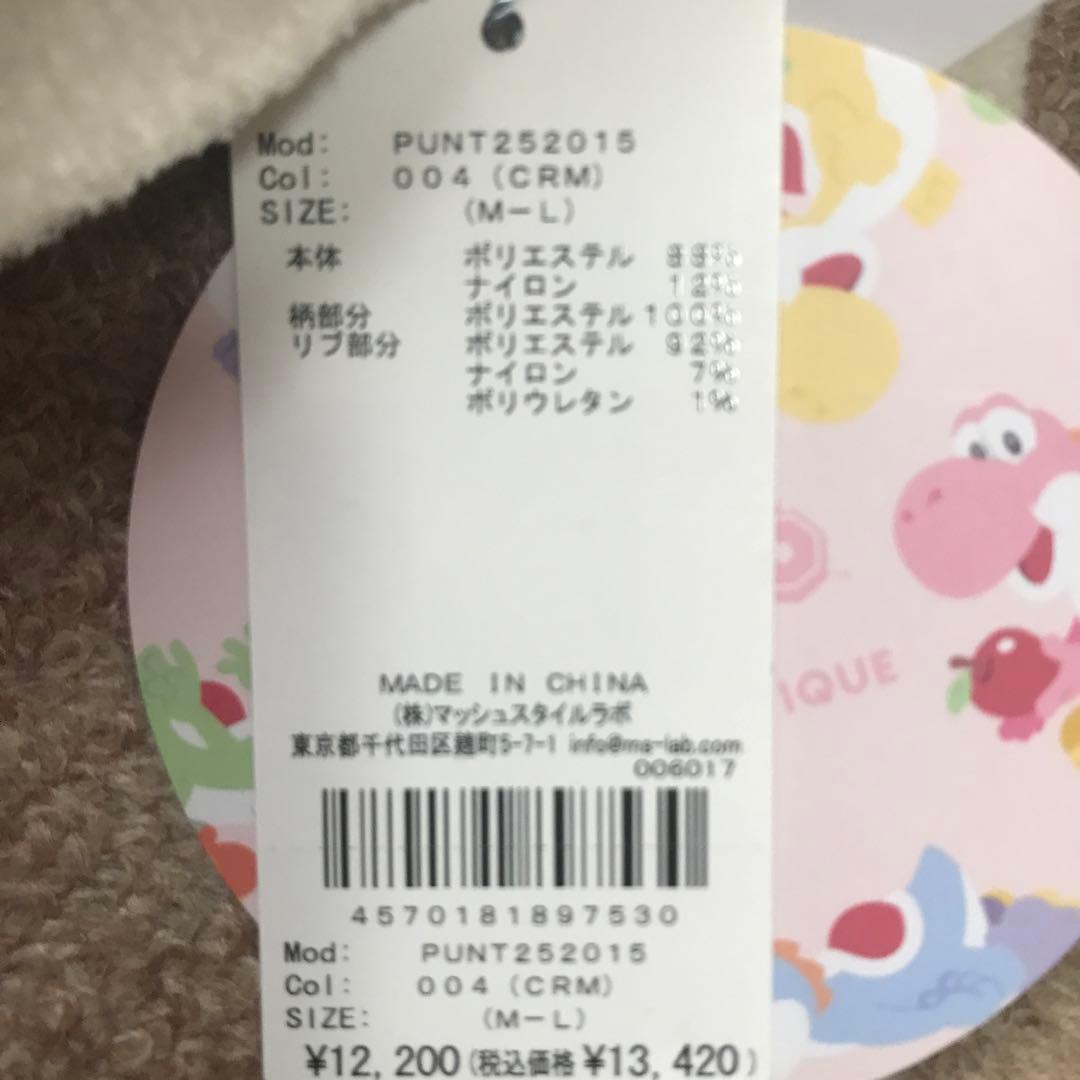 Mod: PUNT252015
Col: 004 (CRM)
SIZE: (M-L)
本体 ポリエステル
ナイロン 12%
柄部分 ポリエステル 100%
リブ部分 ポリエステル 92%
ナイロン 7%
ポリウレタン 1%
MADE IN CHINA
(株)マッシュスタイルラボ
東京都千代田区麹町5-7-1 info@ms-lab.com
006017
4570181897530
Mod: PUNT252015
Col: 004 (CRM)
SIZE: (M-L)
¥12,200(税込価格¥13,420)
IQUE